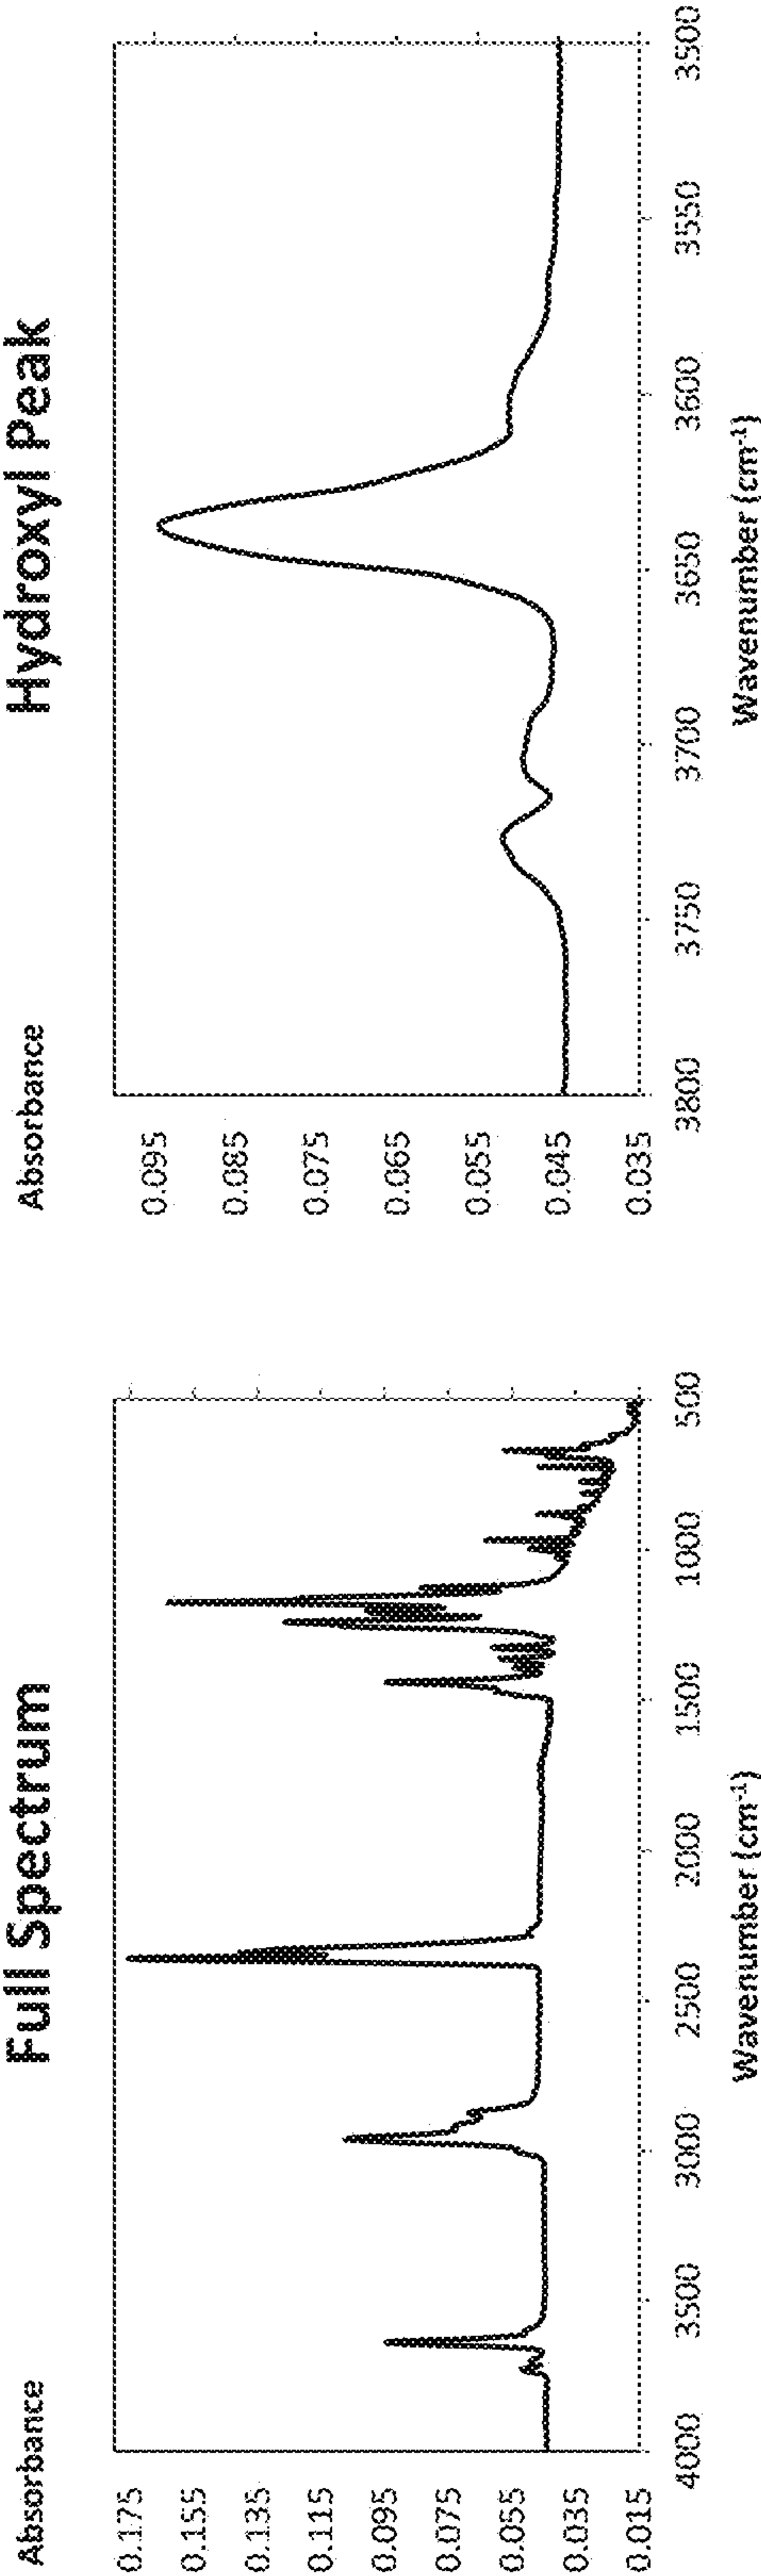 Full Spectrum
Absorbance
0.175
0.155
0.135
0.115
0.095
0.075
0.055
0.035
0.015
4000 3500 3000 2500 2000 1500 1000 500
Wavenumber (cm-1)
Hydroxyl Peak
Absorbance
0.095
0.085
0.075
0.065
0.055
0.045
0.035
3800 3750 3700 3650 3600 3550 3500
Wavenumber (cm-1)